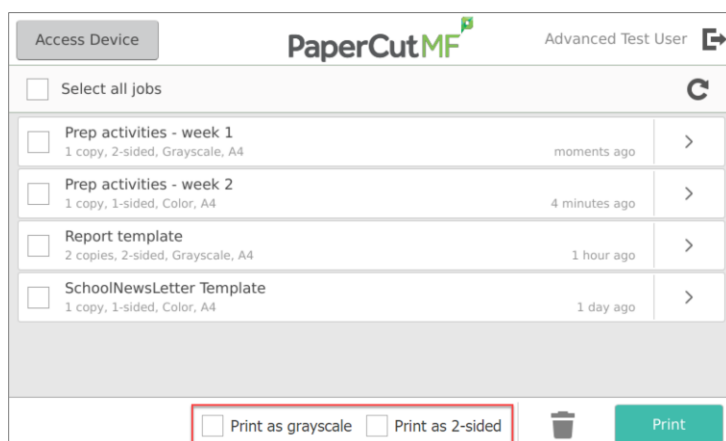 Access Device
PaperCutMF
Advanced Test User
Select all jobs
Prep activities - week 1
1 copy, 2-sided, Grayscale, A4
moments ago
Prep activities - week 2
1 copy, 1-sided, Color, A4
4 minutes ago
Report template
2 copies, 2-sided, Grayscale, A4
1 hour ago
SchoolNewsLetter Template
1 copy, 1-sided, Color, A4
1 day ago
Print as grayscale
Print as 2-sided
Print